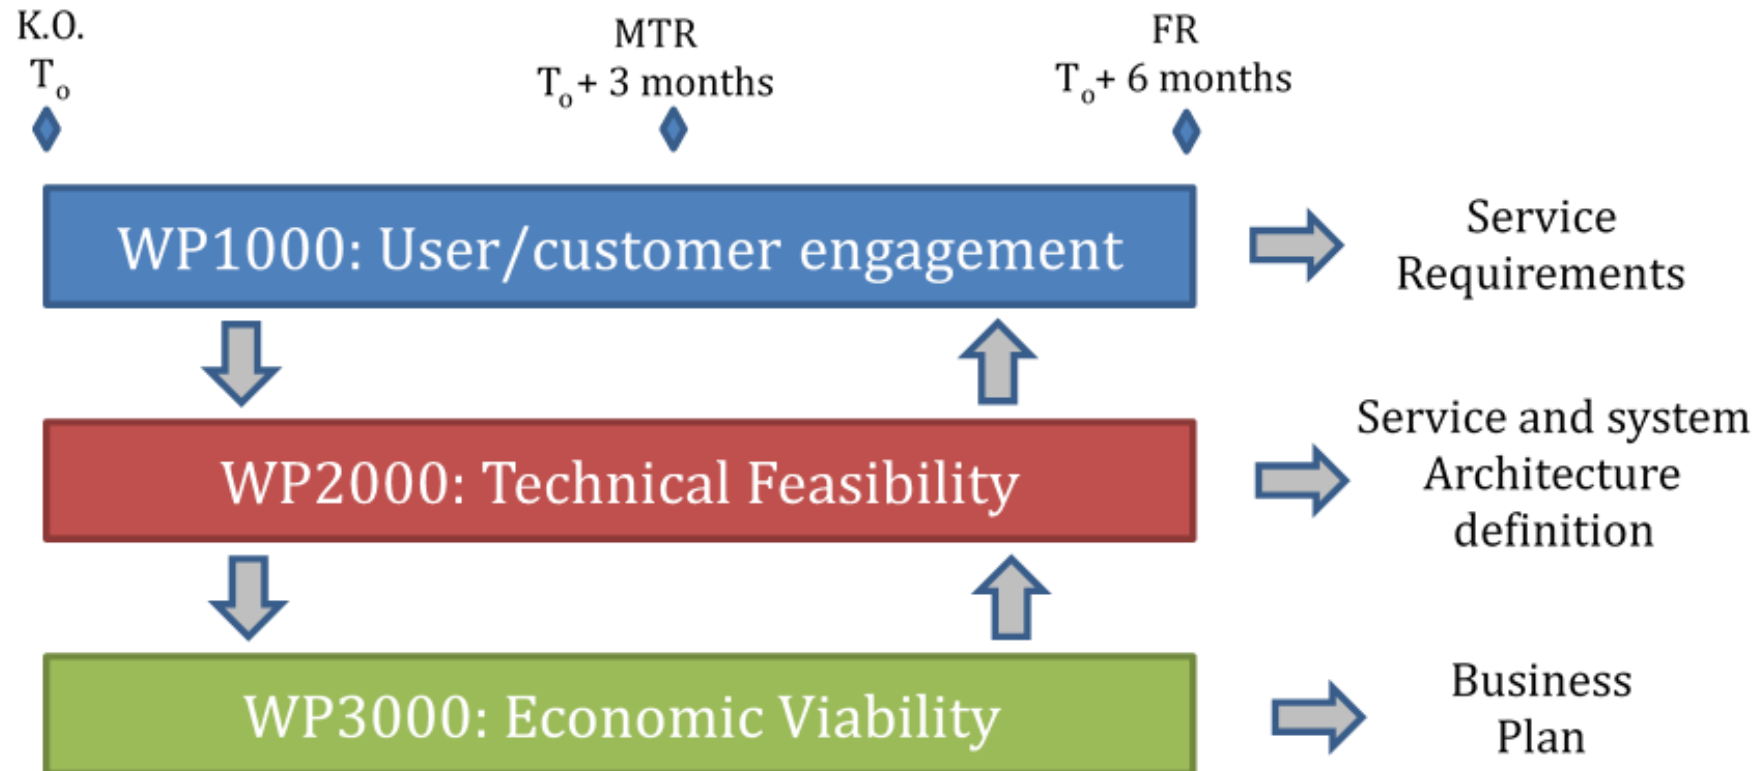 K.O.
To
MTR
To + 3 months
FR
To+ 6 months
WP1000: User/customer engagement
Service
Requirements
WP2000: Technical Feasibility
Service and system
Architecture
definition
WP3000: Economic Viability
Business
Plan